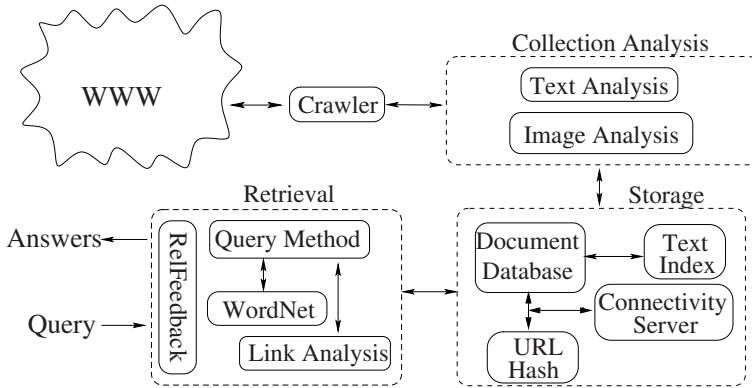 Collection Analysis
WWW
Crawler
Text Analysis
Image Analysis
Retrieval
Storage
Answers
Query
RelFeedback
Query Method
WordNet
Link Analysis
Document
Database
Text
Index
Connectivity
Server
URL
Hash